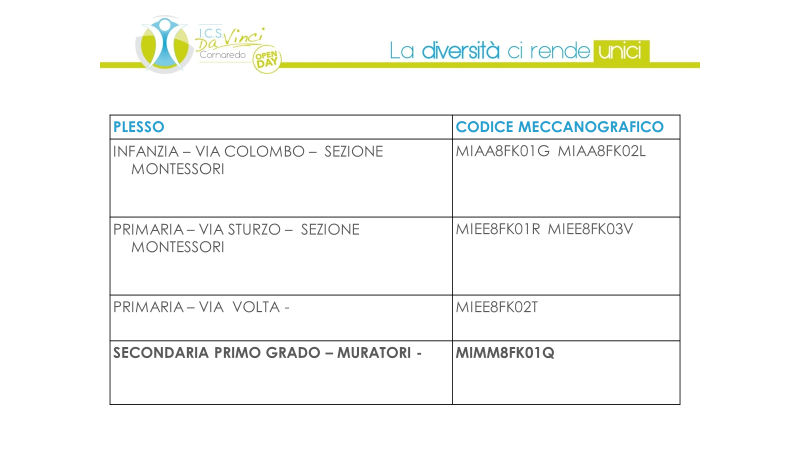 I.C.S.
Da Vinci
Cornaredo
OPEN
DAY
La diversità ci rende unici
PLESSO
CODICE MECCANOGRAFICO
INFANZIA – VIA COLOMBO – SEZIONE
MONTESSORI
MIAA8FK01G MIAA8FK02L
PRIMARIA – VIA STURZO – SEZIONE
MONTESSORI
MIEE8FK01R MIEE8FK03V
PRIMARIA – VIA VOLTA -
MIEE8FK02T
SECONDARIA PRIMO GRADO – MURATORI -
MIMM8FK01Q